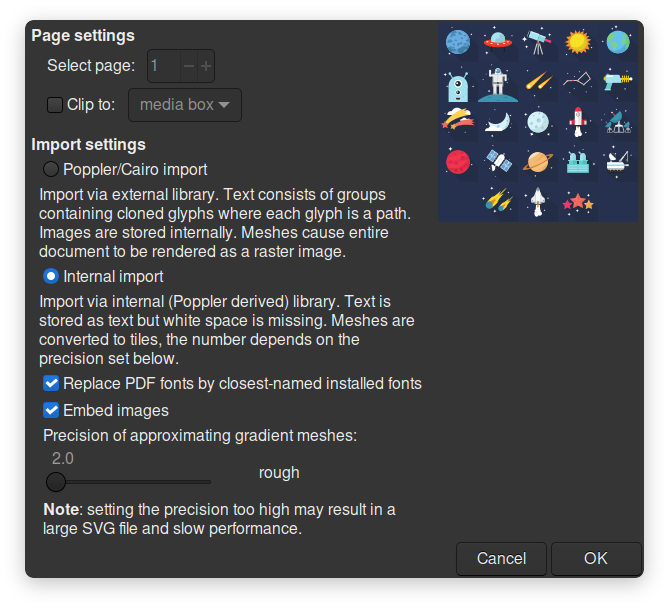 Page settings
Select page: 1
Clip to: media box
Import settings
Poppler/Cairo import
Import via external library. Text consists of groups
containing cloned glyphs where each glyph is a path.
Images are stored internally. Meshes cause entire
document to be rendered as a raster image.
Internal import
Import via internal (Poppler derived) library. Text is
stored as text but white space is missing. Meshes are
converted to tiles, the number depends on the
precision set below.
Replace PDF fonts by closest-named installed fonts
Embed images
Precision of approximating gradient meshes:
2.0
rough
Note: setting the precision too high may result in a
large SVG file and slow performance.
Cancel OK